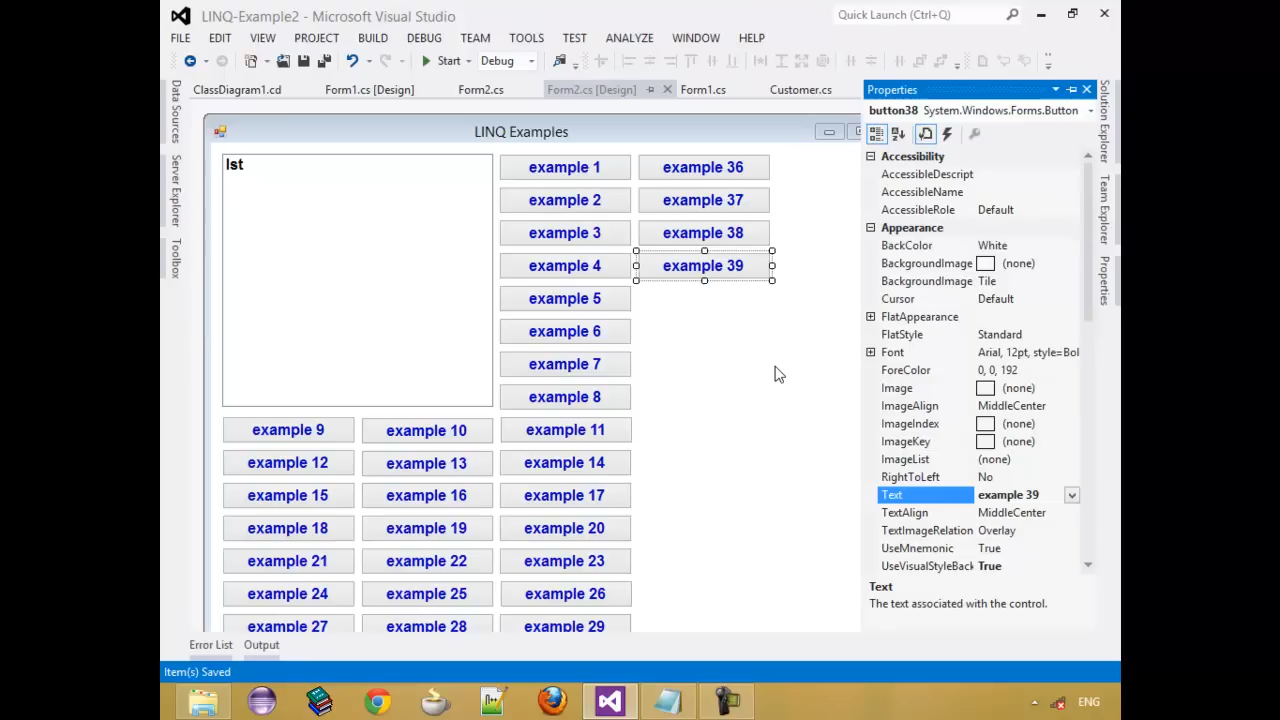 LINQ-Example2 - Microsoft Visual Studio
Quick Launch (Ctrl+Q)
FILE EDIT VIEW PROJECT BUILD DEBUG TEAM TOOLS TEST ANALYZE WINDOW HELP
Start Debug
ClassDiagram1.cd Form1.cs [Design] Form2.cs Form2.cs [Design] Form1.cs Customer.cs
Data Sources
Server Explorer
Toolbox
LINQ Examples
lst
example 1 example 36
example 2 example 37
example 3 example 38
example 4 example 39
example 5
example 6
example 7
example 8
example 9 example 10 example 11
example 12 example 13 example 14
example 15 example 16 example 17
example 18 example 19 example 20
example 21 example 22 example 23
example 24 example 25 example 26
example 27 example 28 example 29
Properties
button38 System.Windows.Forms.Button
Accessibility
AccessibleDescript
AccessibleName
AccessibleRole Default
Appearance
BackColor White
BackgroundImage (none)
BackgroundImage Tile
Cursor Default
FlatAppearance
FlatStyle Standard
Font Arial, 12pt, style=Bol
ForeColor 0, 0, 192
Image (none)
ImageAlign MiddleCenter
ImageIndex (none)
ImageKey (none)
ImageList (none)
RightToLeft No
Text example 39
TextAlign MiddleCenter
TextImageRelation Overlay
UseMnemonic True
UseVisualStyleBack True
Text
The text associated with the control.
Solution Explorer
Team Explorer
Properties
Error List Output
Item(s) Saved
ENG